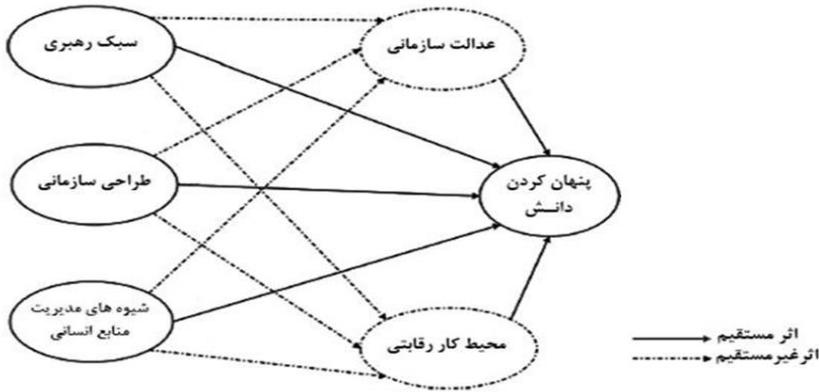 سبک رهبری
عدالت سازمانی
طراحی سازمانی
پنهان کردن
دانــش
شیوه های مدیریت
منابع انسانی
محیط کار رقابتی
اثر مستقیم
اثرغیرمستقیم